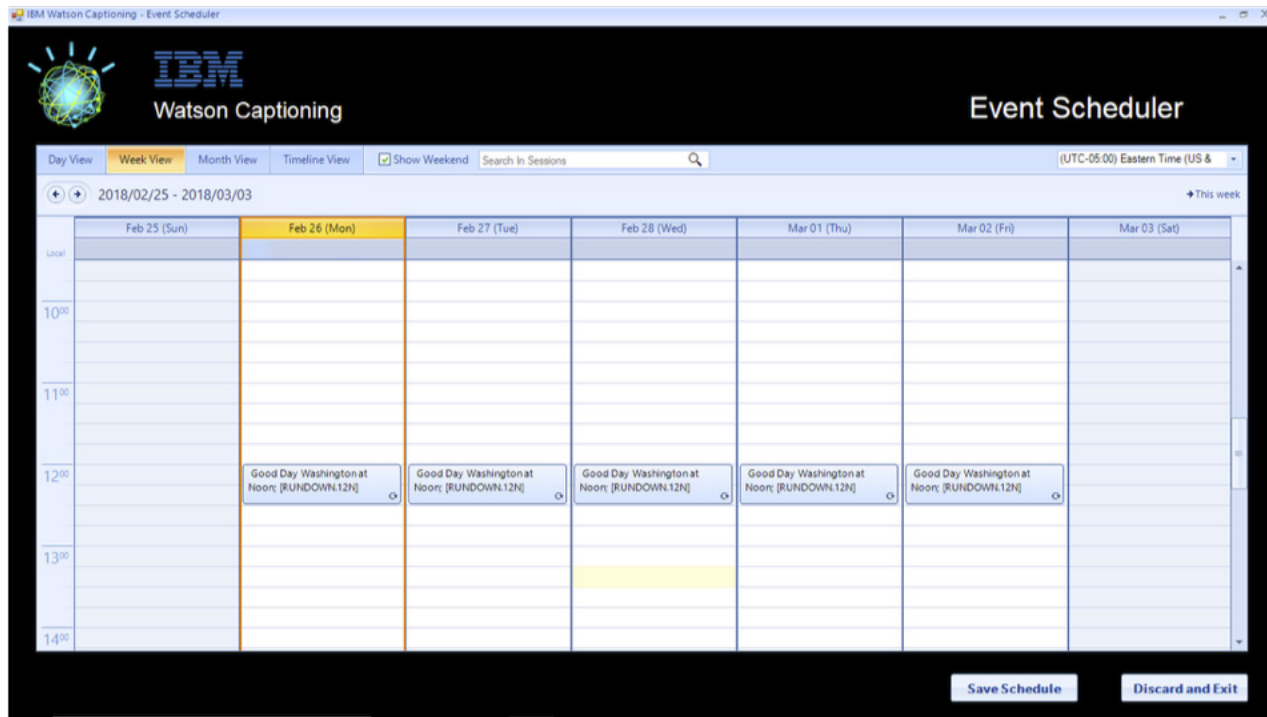 IBM Watson Captioning - Event Scheduler
IBM
Watson Captioning
Event Scheduler
Day View
Week View
Month View
Timeline View
Show Weekend
Search In Sessions
(UTC-05:00) Eastern Time (US &
2018/02/25 - 2018/03/03
This week
Feb 25 (Sun)
Feb 26 (Mon)
Feb 27 (Tue)
Feb 28 (Wed)
Mar 01 (Thu)
Mar 02 (Fri)
Mar 03 (Sat)
Local
1000
1100
1200
Good Day Washington at
Noon; [RUNDOWN.12N]
Good Day Washington at
Noon; [RUNDOWN.12N]
Good Day Washington at
Noon; [RUNDOWN.12N]
Good Day Washington at
Noon; [RUNDOWN.12N]
Good Day Washington at
Noon; [RUNDOWN.12N]
1300
1400
Save Schedule
Discard and Exit